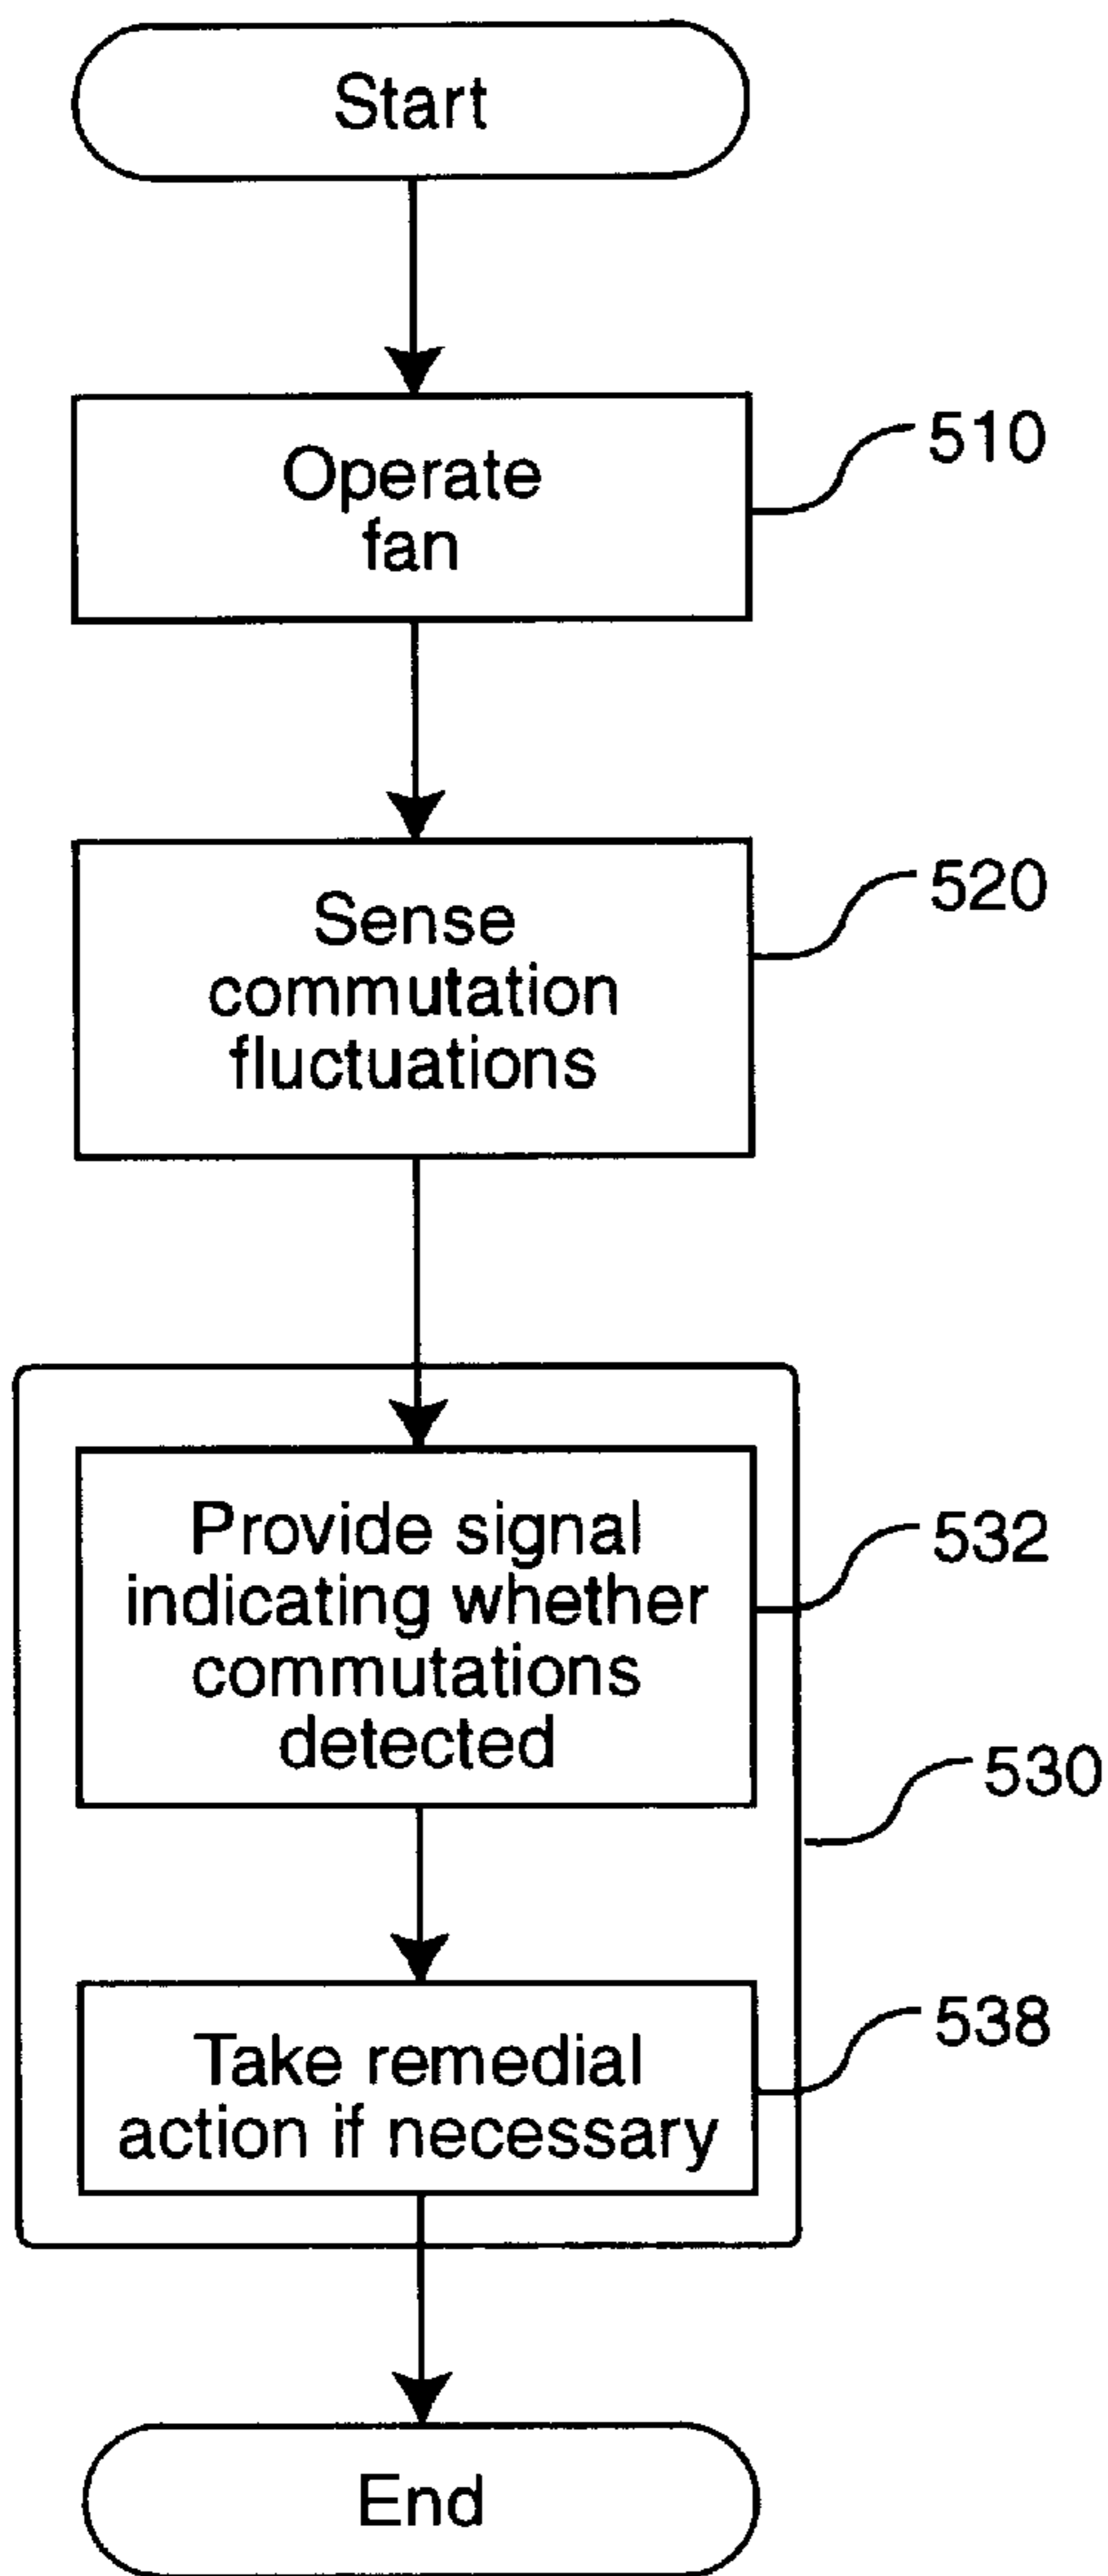 Start
Operate
fan
510
Sense
commutation
fluctuations
520
Provide signal
indicating whether
commutations
detected
532
530
Take remedial
action if necessary
538
End